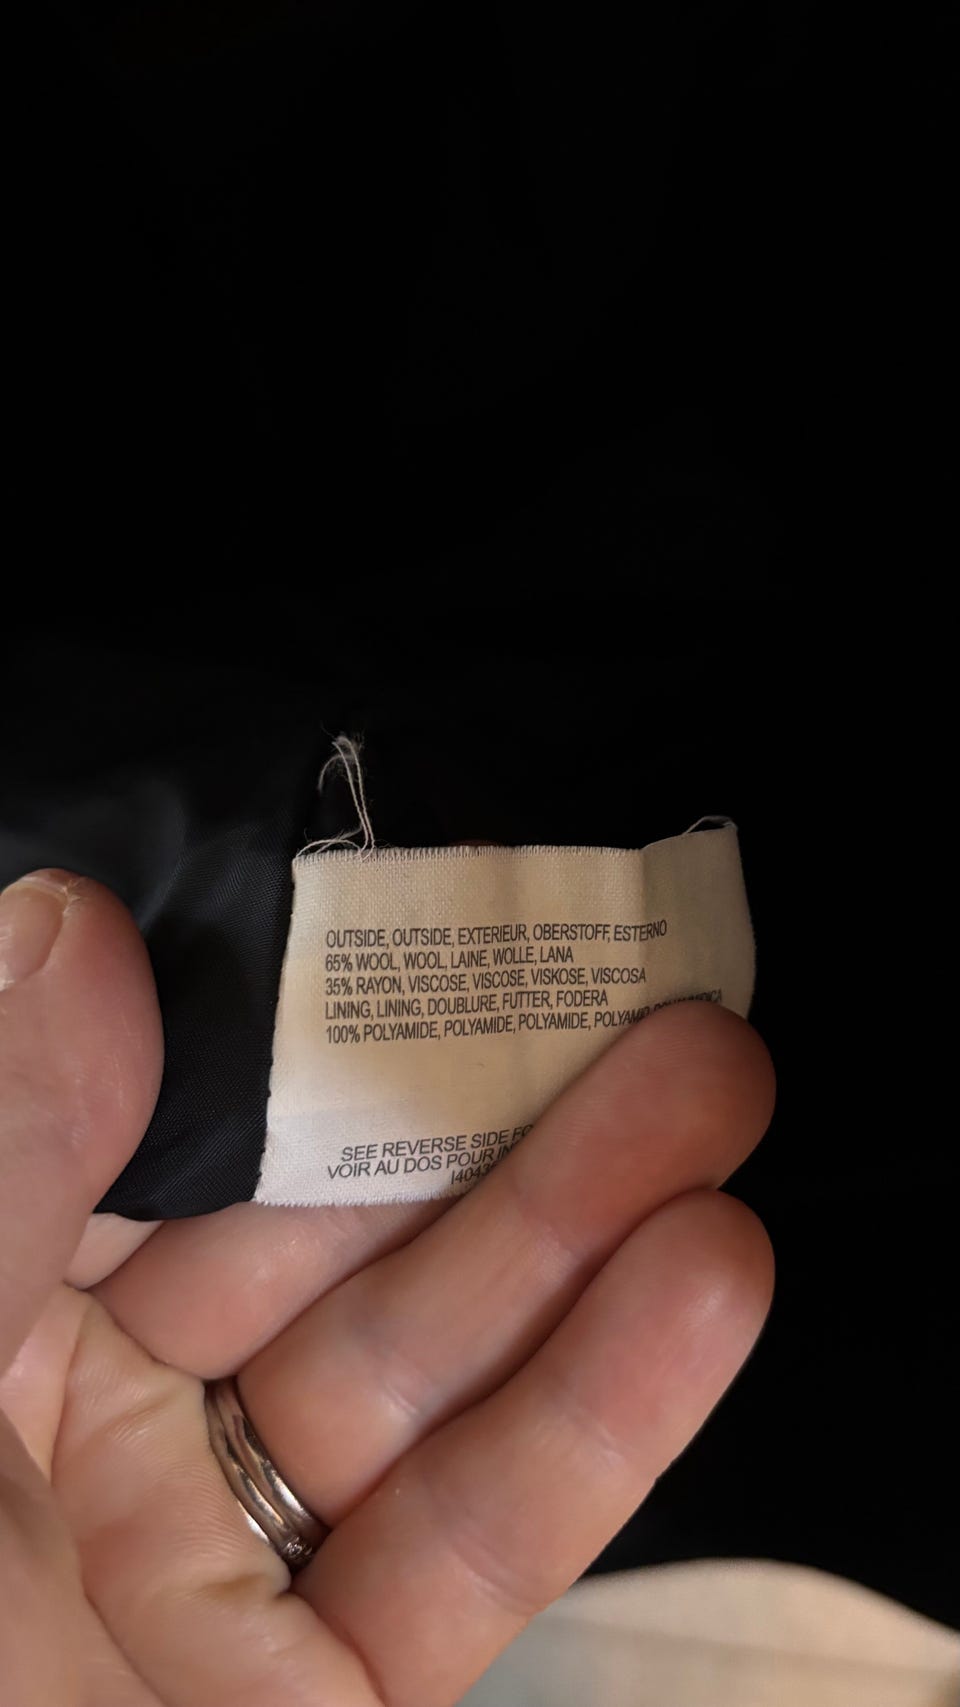 OUTSIDE, OUTSIDE, EXTERIEUR, OBERSTOFF, ESTERNO
65% WOOL, WOOL, LAINE, WOLLE, LANA
35% RAYON, VISCOSE, VISCOSE, VISKOSE, VISCOSA
LINING, LINING, DOUBLURE, FUTTER, FODERA
100% POLYAMIDE, POLYAMIDE, POLYAMIDE, POLYAMID,
SEE REVERSE SIDE
VOIR AU DOS POUR